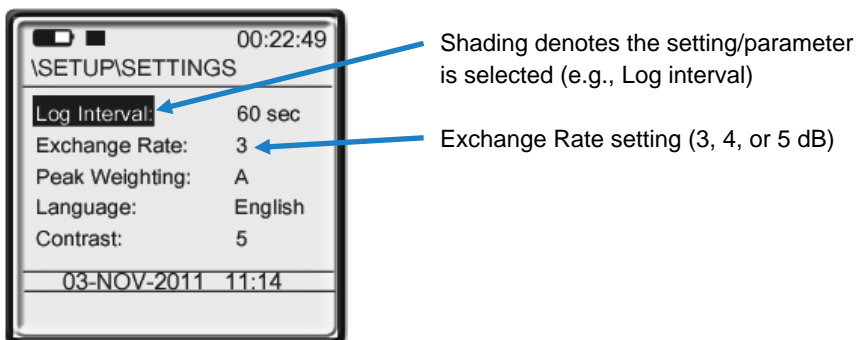 00:22:49
\SETUP\SETTINGS
Log Interval: 60 sec
Exchange Rate: 3
Peak Weighting: A
Language: English
Contrast: 5
03-NOV-2011 11:14
Shading denotes the setting/parameter
is selected (e.g., Log interval)
Exchange Rate setting (3, 4, or 5 dB)